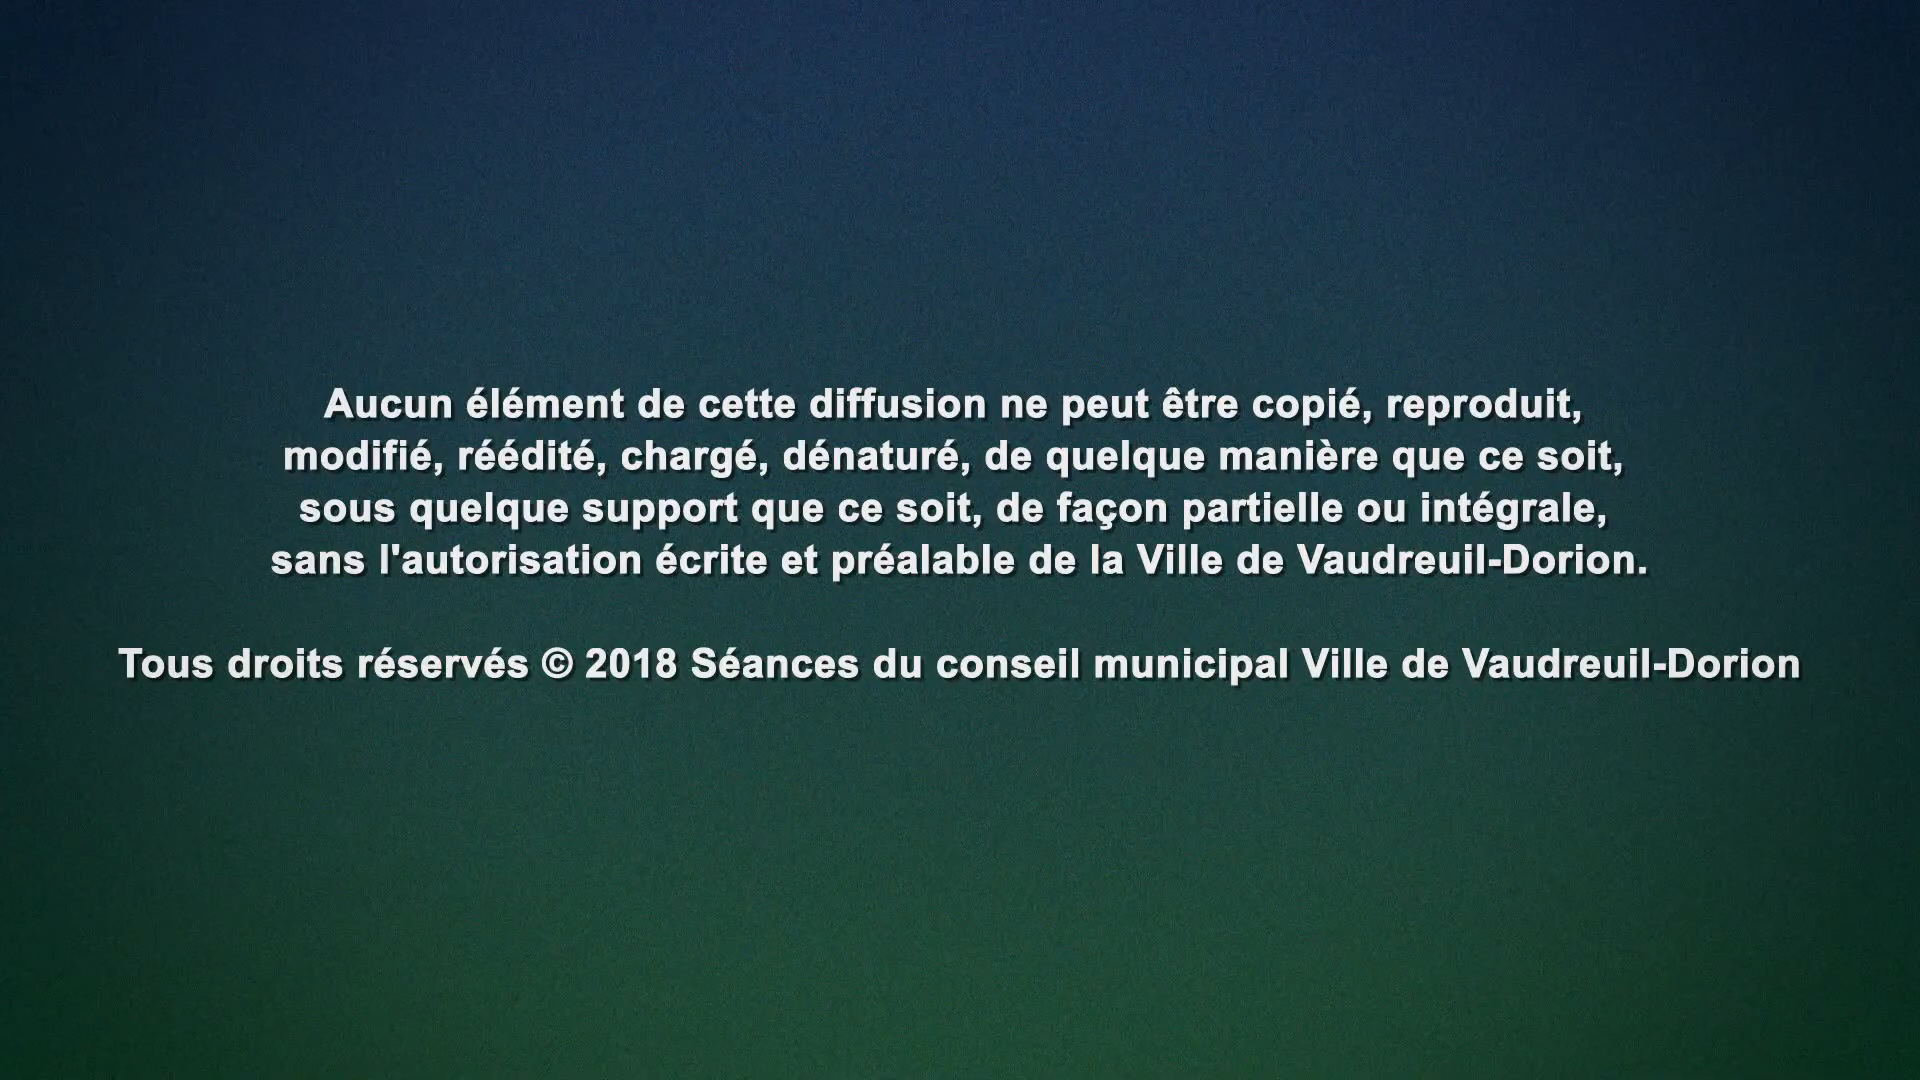 Aucun élément de cette diffusion ne peut être copié, reproduit,
modifié, réédité, chargé, dénaturé, de quelque manière que ce soit,
sous quelque support que ce soit, de façon partielle ou intégrale,
sans l'autorisation écrite et préalable de la Ville de Vaudreuil-Dorion.
Tous droits réservés © 2018 Séances du conseil municipal Ville de Vaudreuil-Dorion